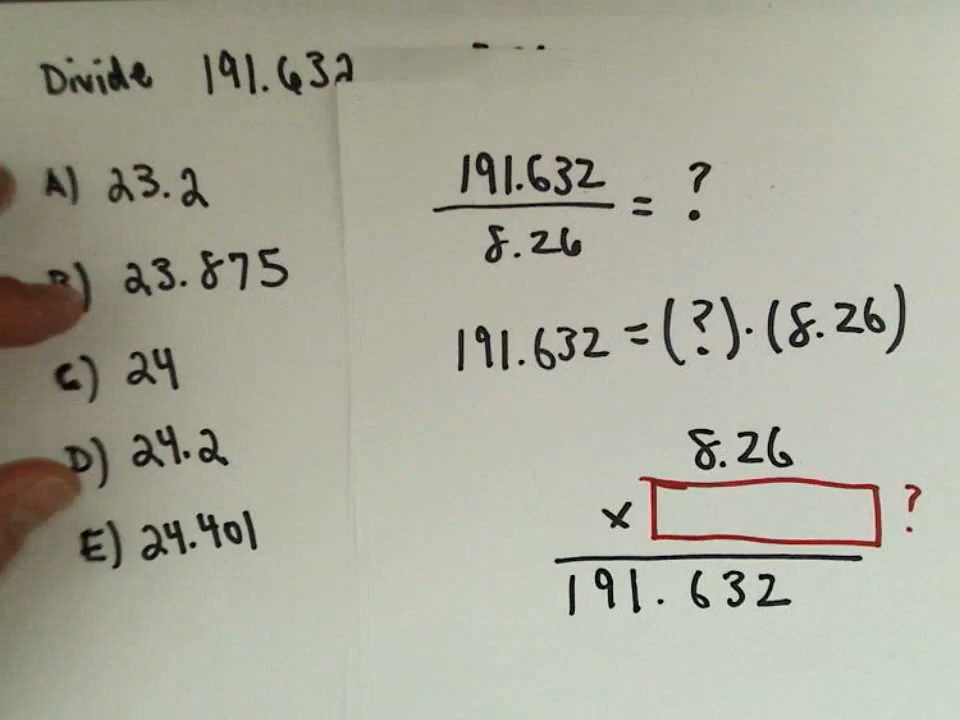 Divide 191.632
A) 23.2
B) 23.875
C) 24
D) 24.2
E) 24.401
191.632
8.26
= ?
191.632 = (?) · (8.26)
8.26
x ?
191.632